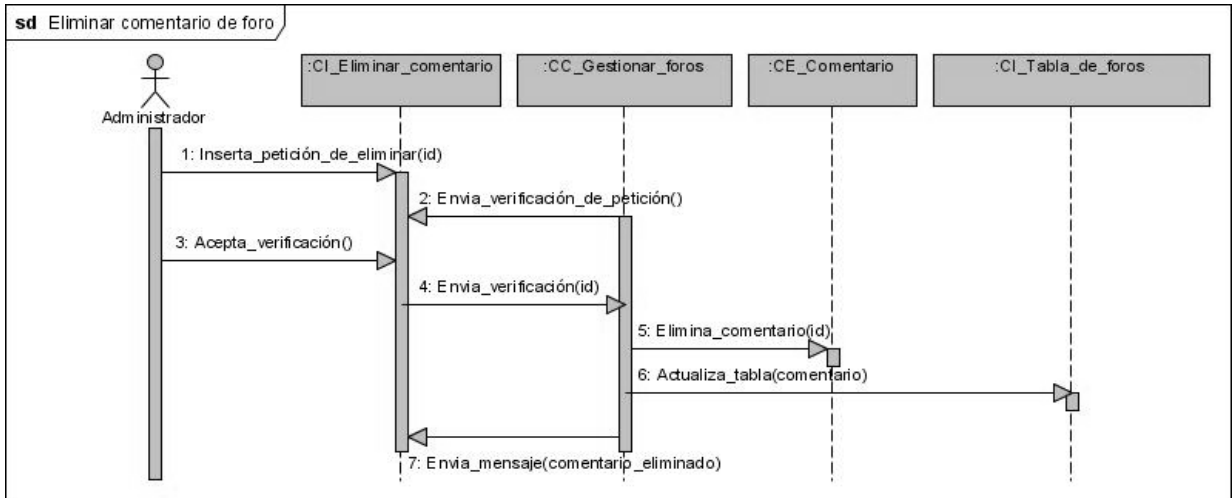 sd Eliminar comentario de foro
:CI_Eliminar_comentario
:CC_Gestionar_foros
:CE_Comentario
:CI_Tabla_de_foros
Administrador
1: Inserta_petición_de_eliminar(id)
2: Envia_verificación_de_petición()
3: Acepta_verificación()
4: Envia_verificación(id)
5: Elimina_comentario(id)
6: Actualiza_tabla(comentario)
7: Envia_mensaje(comentario_eliminado)